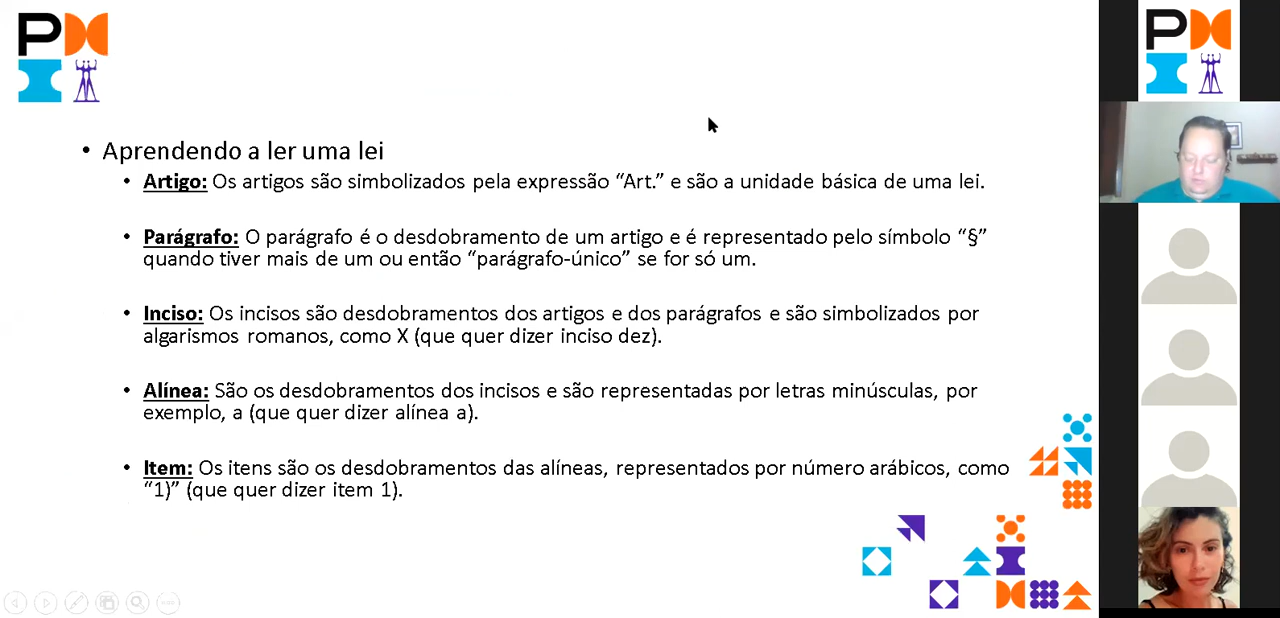 Aprendendo a ler uma lei
Artigo: Os artigos são simbolizados pela expressão “Art.” e são a unidade básica de uma lei.
Parágrafo: O parágrafo é o desdobramento de um artigo e é representado pelo símbolo “§”
quando tiver mais de um ou então “parágrafo-único” se for só um.
Inciso: Os incisos são desdobramentos dos artigos e dos parágrafos e são simbolizados por
algarismos romanos, como X (que quer dizer inciso dez).
Alínea: São os desdobramentos dos incisos e são representadas por letras minúsculas, por
exemplo, a (que quer dizer alínea a).
Item: Os itens são os desdobramentos das alíneas, representados por número arábicos, como
“1)” (que quer dizer item 1).